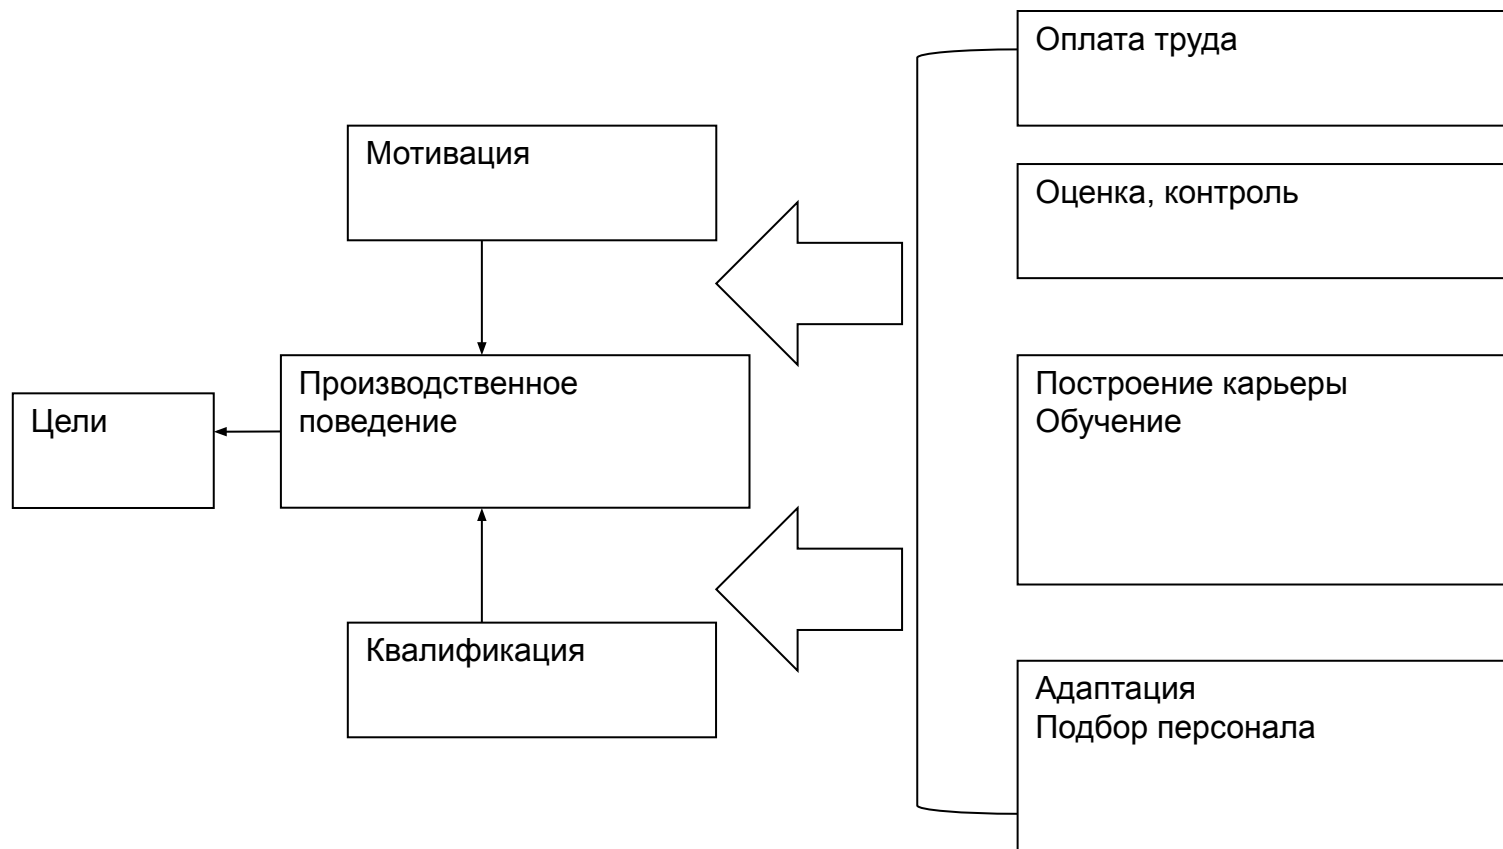 Оплата труда
Мотивация
Оценка, контроль
Производственное
поведение
Цели
Построение карьеры
Обучение
Квалификация
Адаптация
Подбор персонала